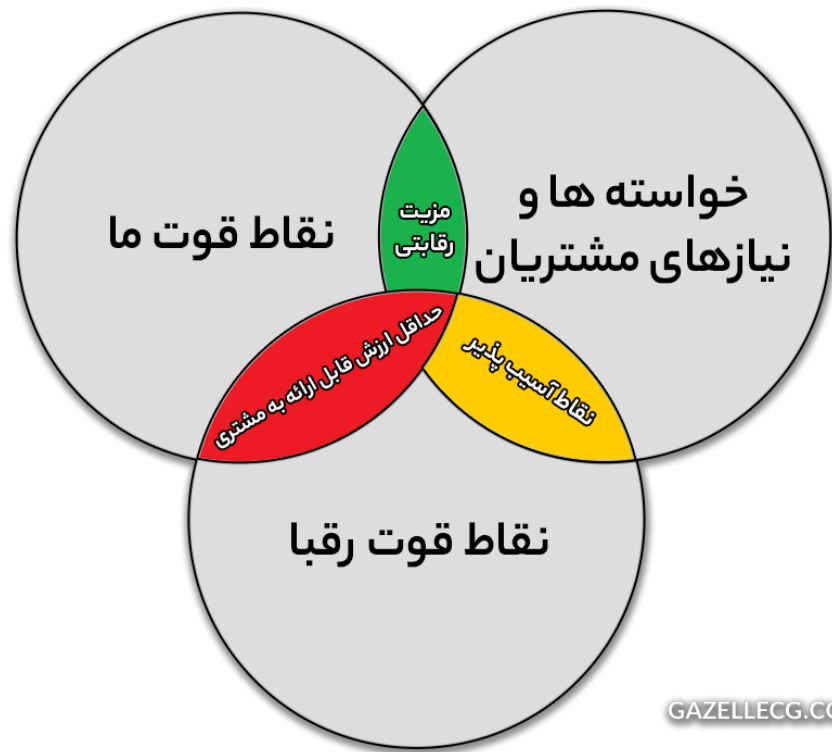 خواسته ها و
نیازهای مشتریان
مزیت
رقابتی
نقاط قوت ما
حداقل ارزش قابل ارائه به مشتری
نقاط آسیب پذیر
نقاط قوت رقبا
GAZELLECG.CO